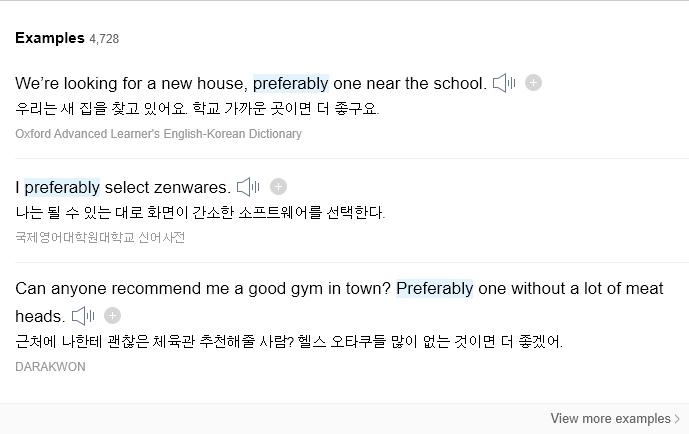 Examples 4,728
We're looking for a new house, preferably one near the school.
우리는 새 집을 찾고 있어요. 학교 가까운 곳이면 더 좋구요.
Oxford Advanced Learner's English-Korean Dictionary
I preferably select zenwares.
나는 될 수 있는 대로 화면이 간소한 소프트웨어를 선택한다.
국제영어대학원대학교 신어사전
Can anyone recommend me a good gym in town? Preferably one without a lot of meat
heads.
근처에 나한테 괜찮은 체육관 추천해줄 사람? 헬스 오타쿠들 많이 없는 것이면 더 좋겠어.
DARAKWON
View more examples